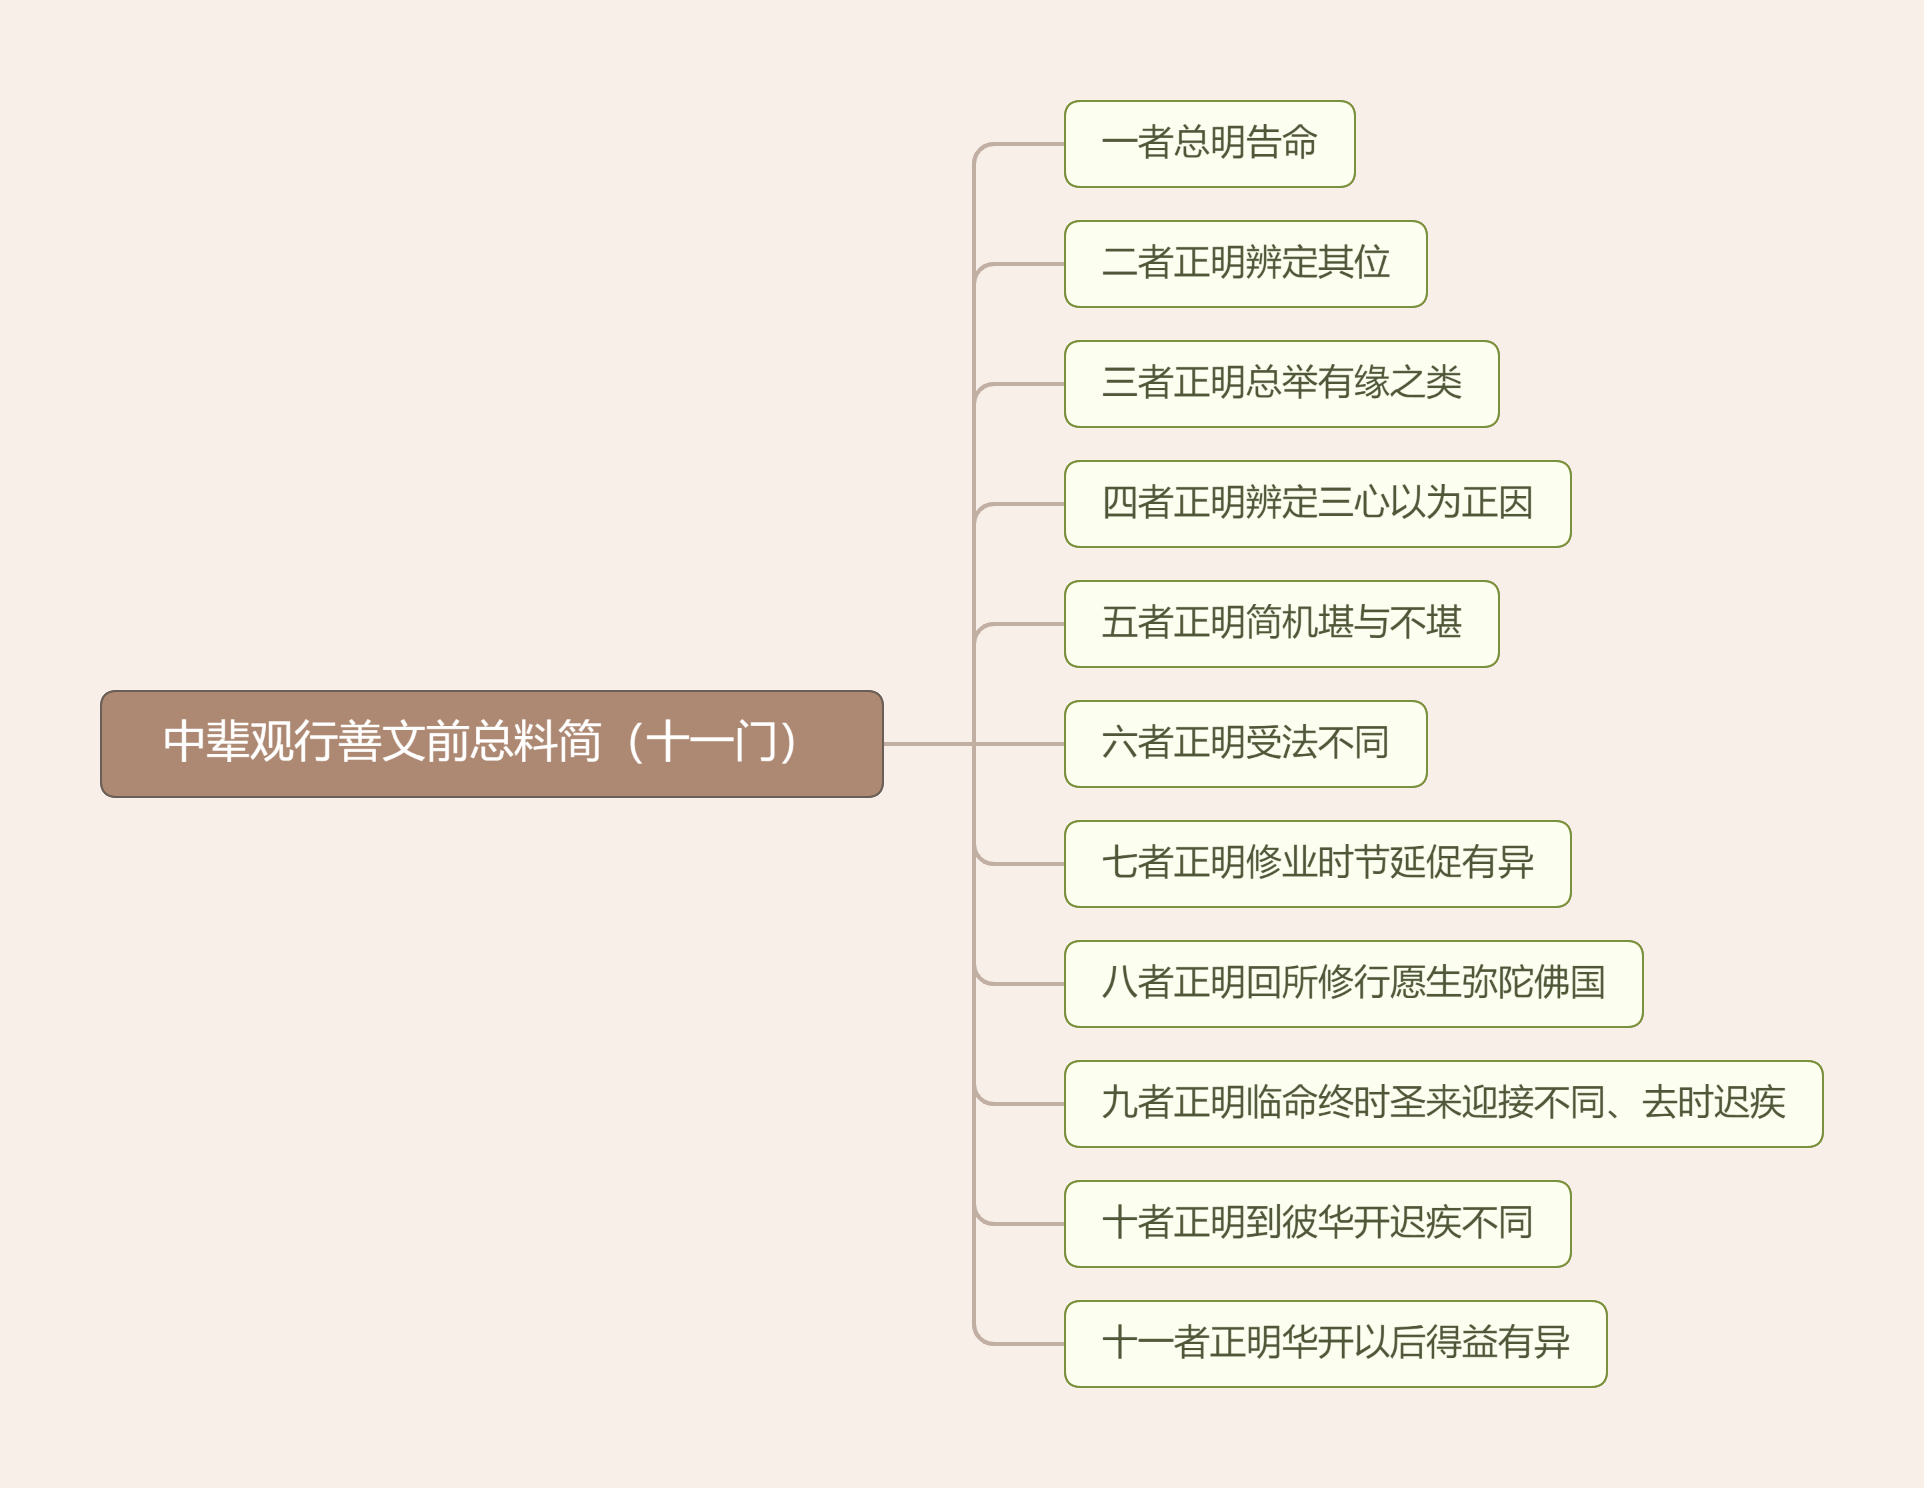 中辈观行善文前总料简（十一门）
一者总明告命
二者正明辨定其位
三者正明总举有缘之类
四者正明辨定三心以为正因
五者正明简机堪与不堪
六者正明受法不同
七者正明修业时节延促有异
八者正明回所修行愿生弥陀佛国
九者正明临命终时圣来迎接不同、去时迟疾
十者正明到彼华开迟疾不同
十一者正明华开以后得益有异